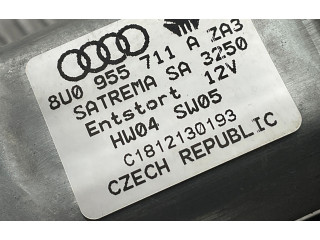 8U0 955 711 A ZA3
SATREMA SA 3250
Entstort 12V
HW04 SW05
C1812130193
CZECH REPUBLIC